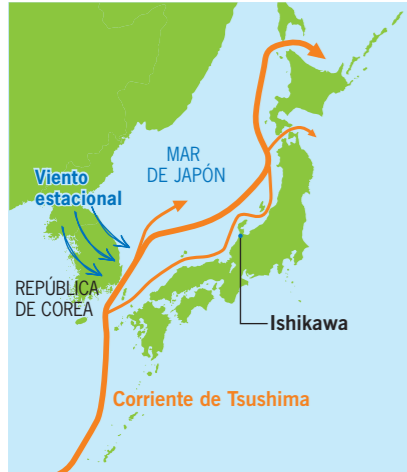 MAR
DE JAPÓN
Viento
estacional
REPÚBLICA
DE COREA
Ishikawa
Corriente de Tsushima